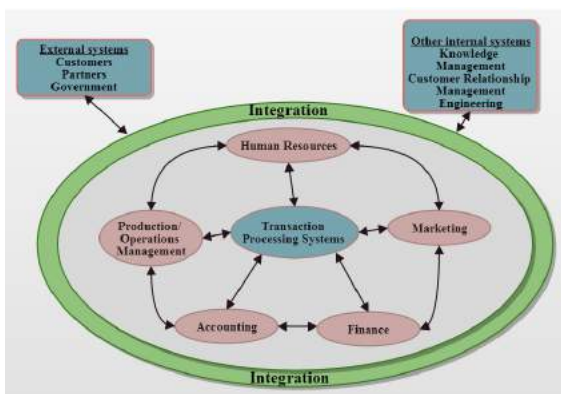 External systems
Customers
Partners
Government
Other internal systems
Knowledge
Management
Customer Relationship
Management
Engineering
Integration
Human Resources
Production/
Operations
Management
Transaction
Processing Systems
Marketing
Accounting
Finance
Integration